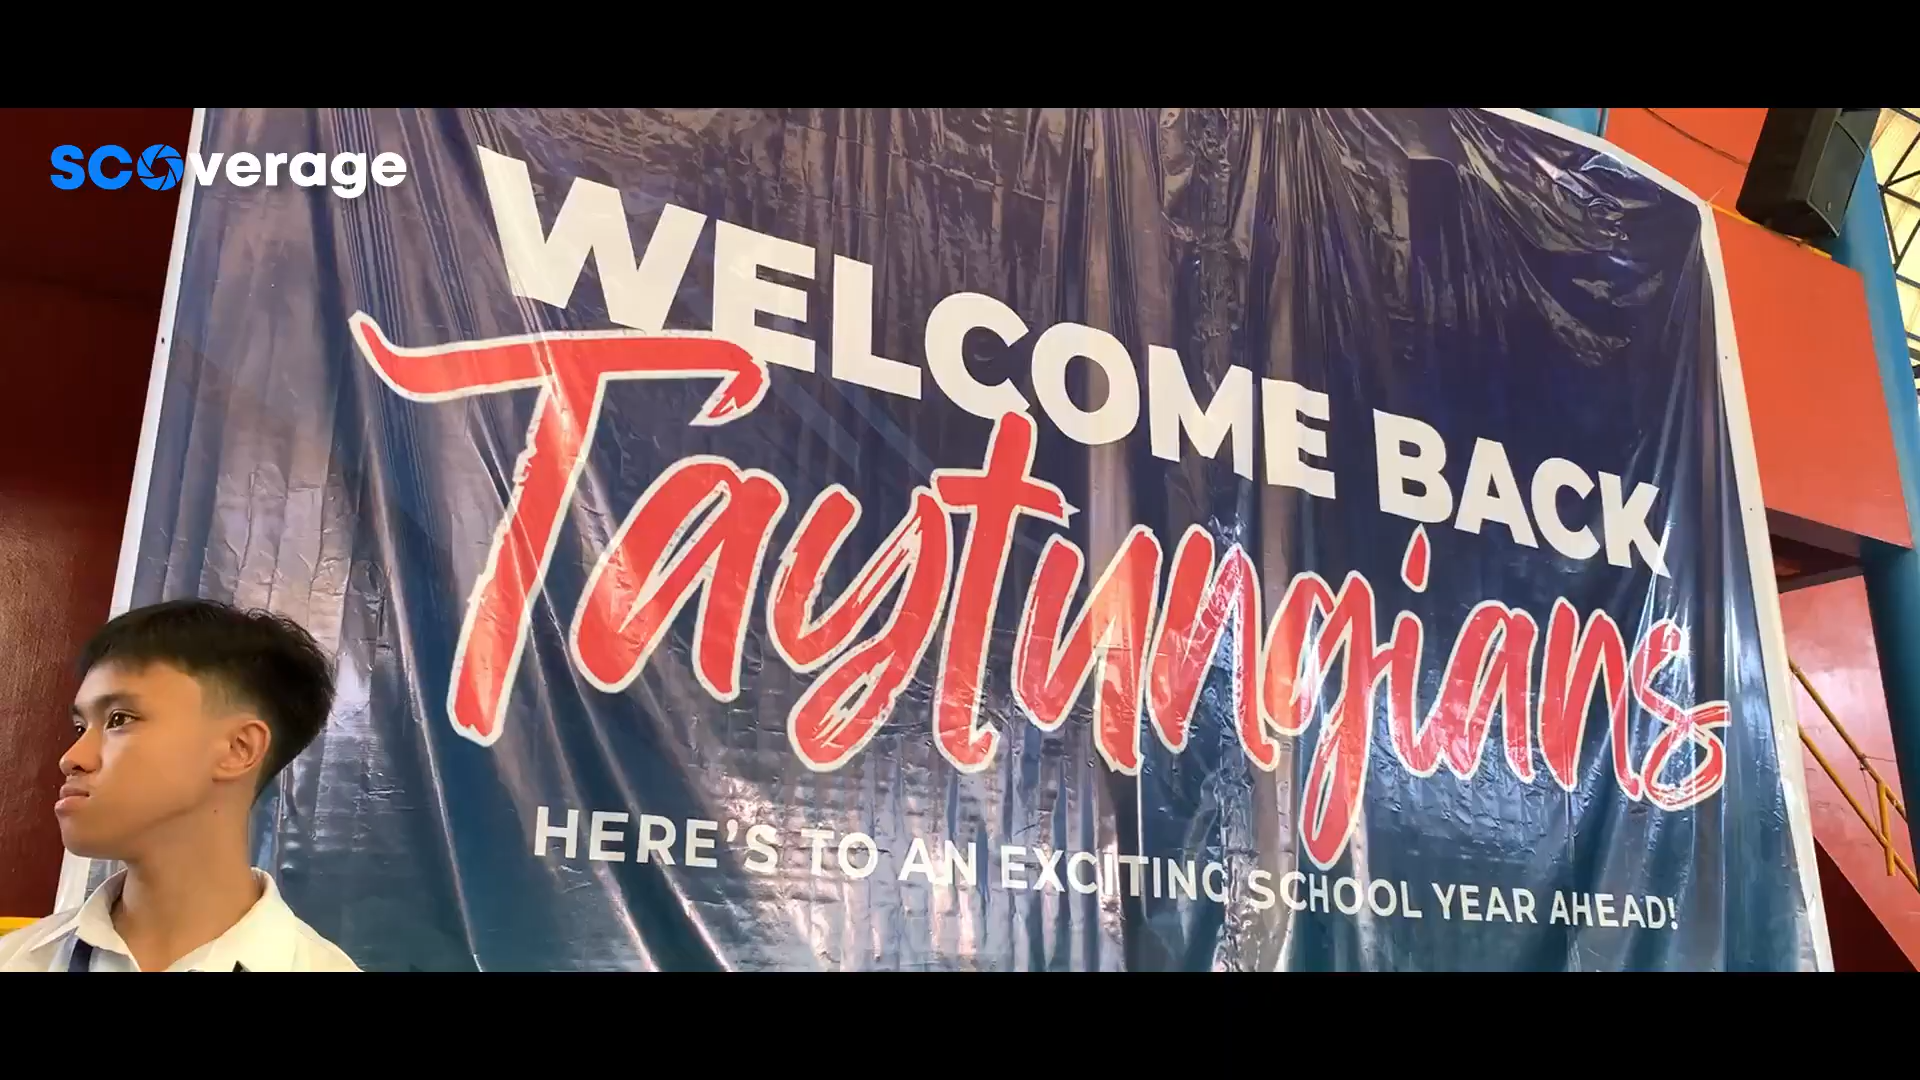 SCOverage
WELCOME BACK
Taytungians
HERE'S TO AN EXCITING SCHOOL YEAR AHEAD!